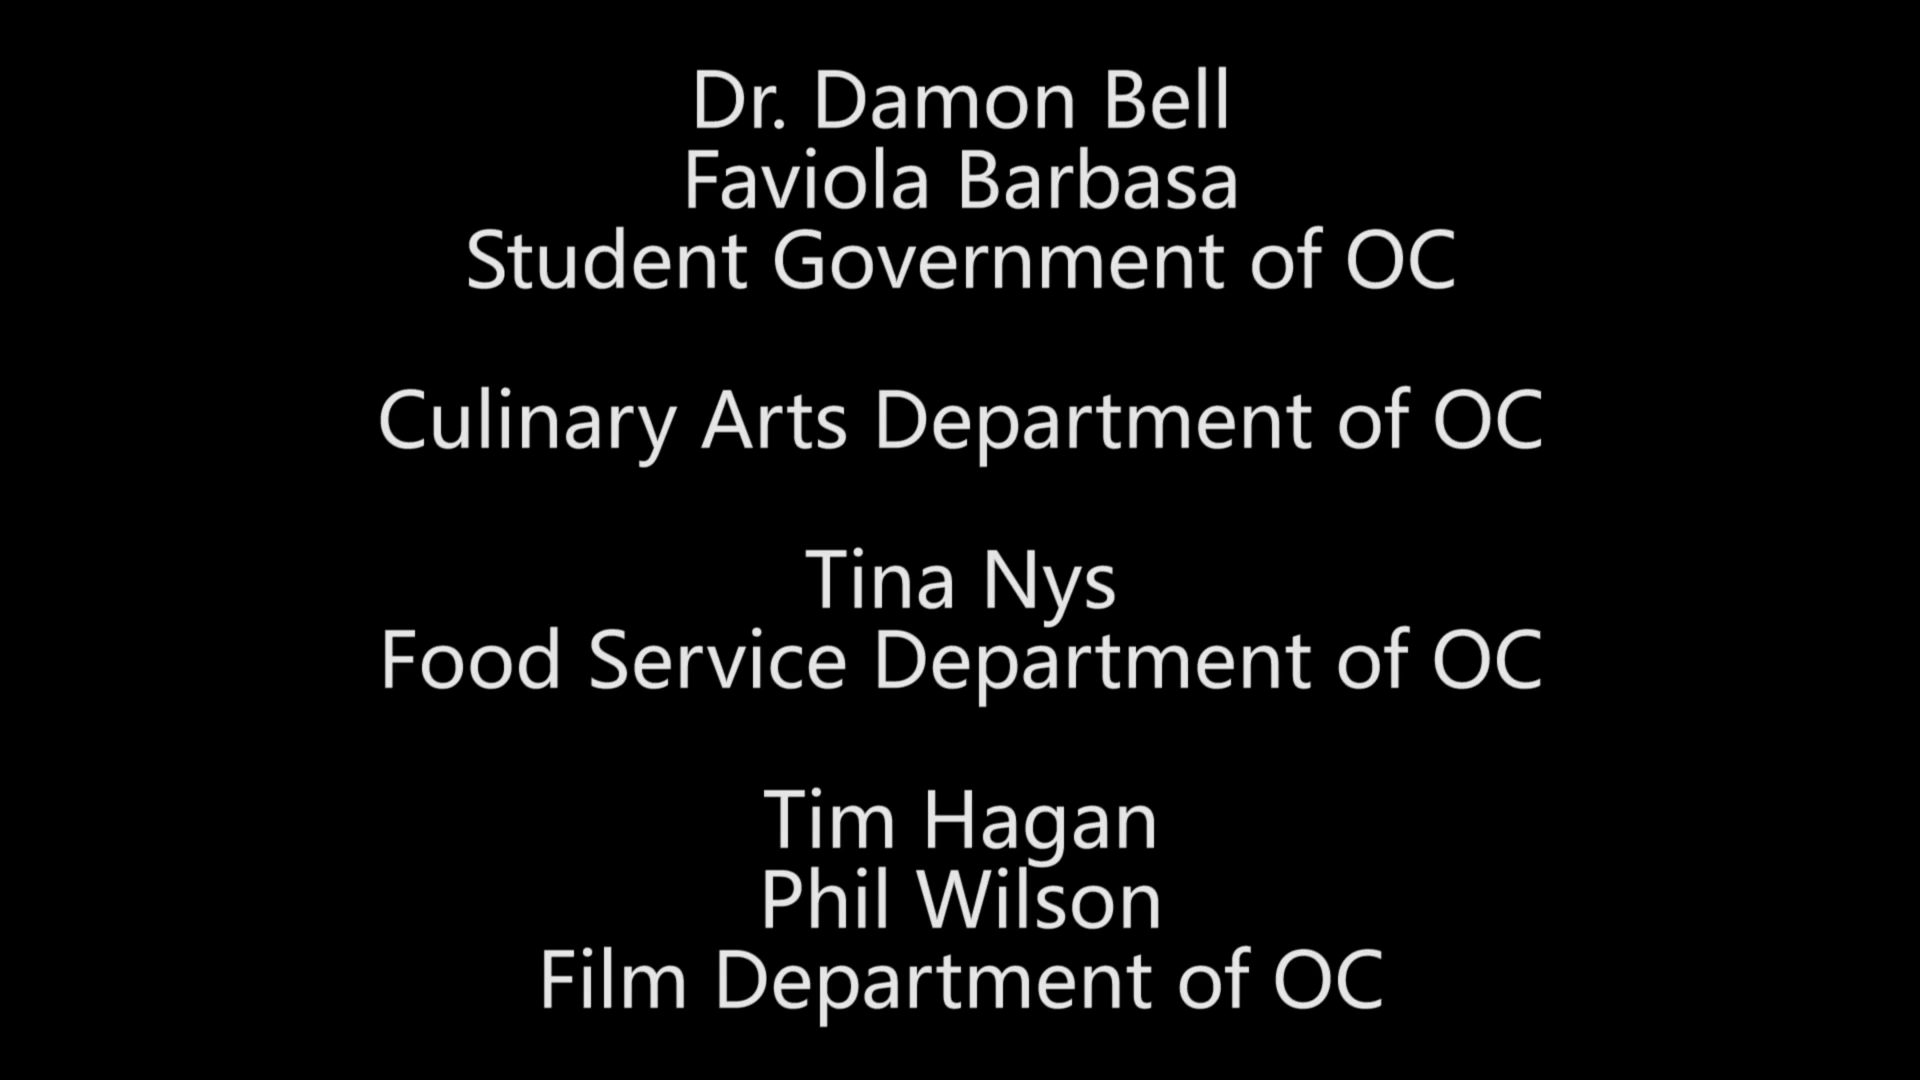 Dr. Damon Bell
Faviola Barbasa
Student Government of OC
Culinary Arts Department of OC
Tina Nys
Food Service Department of OC
Tim Hagan
Phil Wilson
Film Department of OC